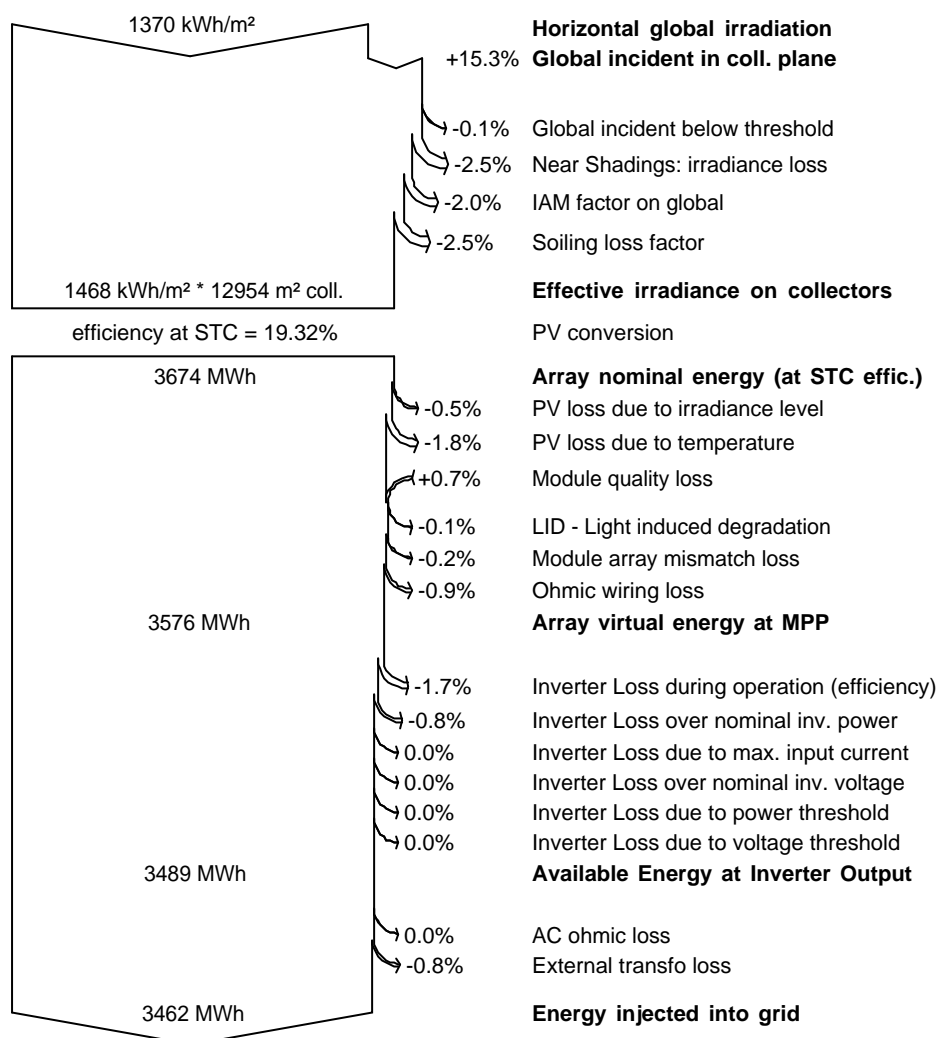 1370 kWh/m² Horizontal global irradiation
+15.3% Global incident in coll. plane
-0.1% Global incident below threshold
-2.5% Near Shadings: irradiance loss
-2.0% IAM factor on global
-2.5% Soiling loss factor
1468 kWh/m² * 12954 m² coll. Effective irradiance on collectors
efficiency at STC = 19.32% PV conversion
3674 MWh Array nominal energy (at STC effic.)
-0.5% PV loss due to irradiance level
-1.8% PV loss due to temperature
+0.7% Module quality loss
-0.1% LID - Light induced degradation
-0.2% Module array mismatch loss
-0.9% Ohmic wiring loss
3576 MWh Array virtual energy at MPP
-1.7% Inverter Loss during operation (efficiency)
-0.8% Inverter Loss over nominal inv. power
0.0% Inverter Loss due to max. input current
0.0% Inverter Loss over nominal inv. voltage
0.0% Inverter Loss due to power threshold
0.0% Inverter Loss due to voltage threshold
3489 MWh Available Energy at Inverter Output
0.0% AC ohmic loss
-0.8% External transfo loss
3462 MWh Energy injected into grid